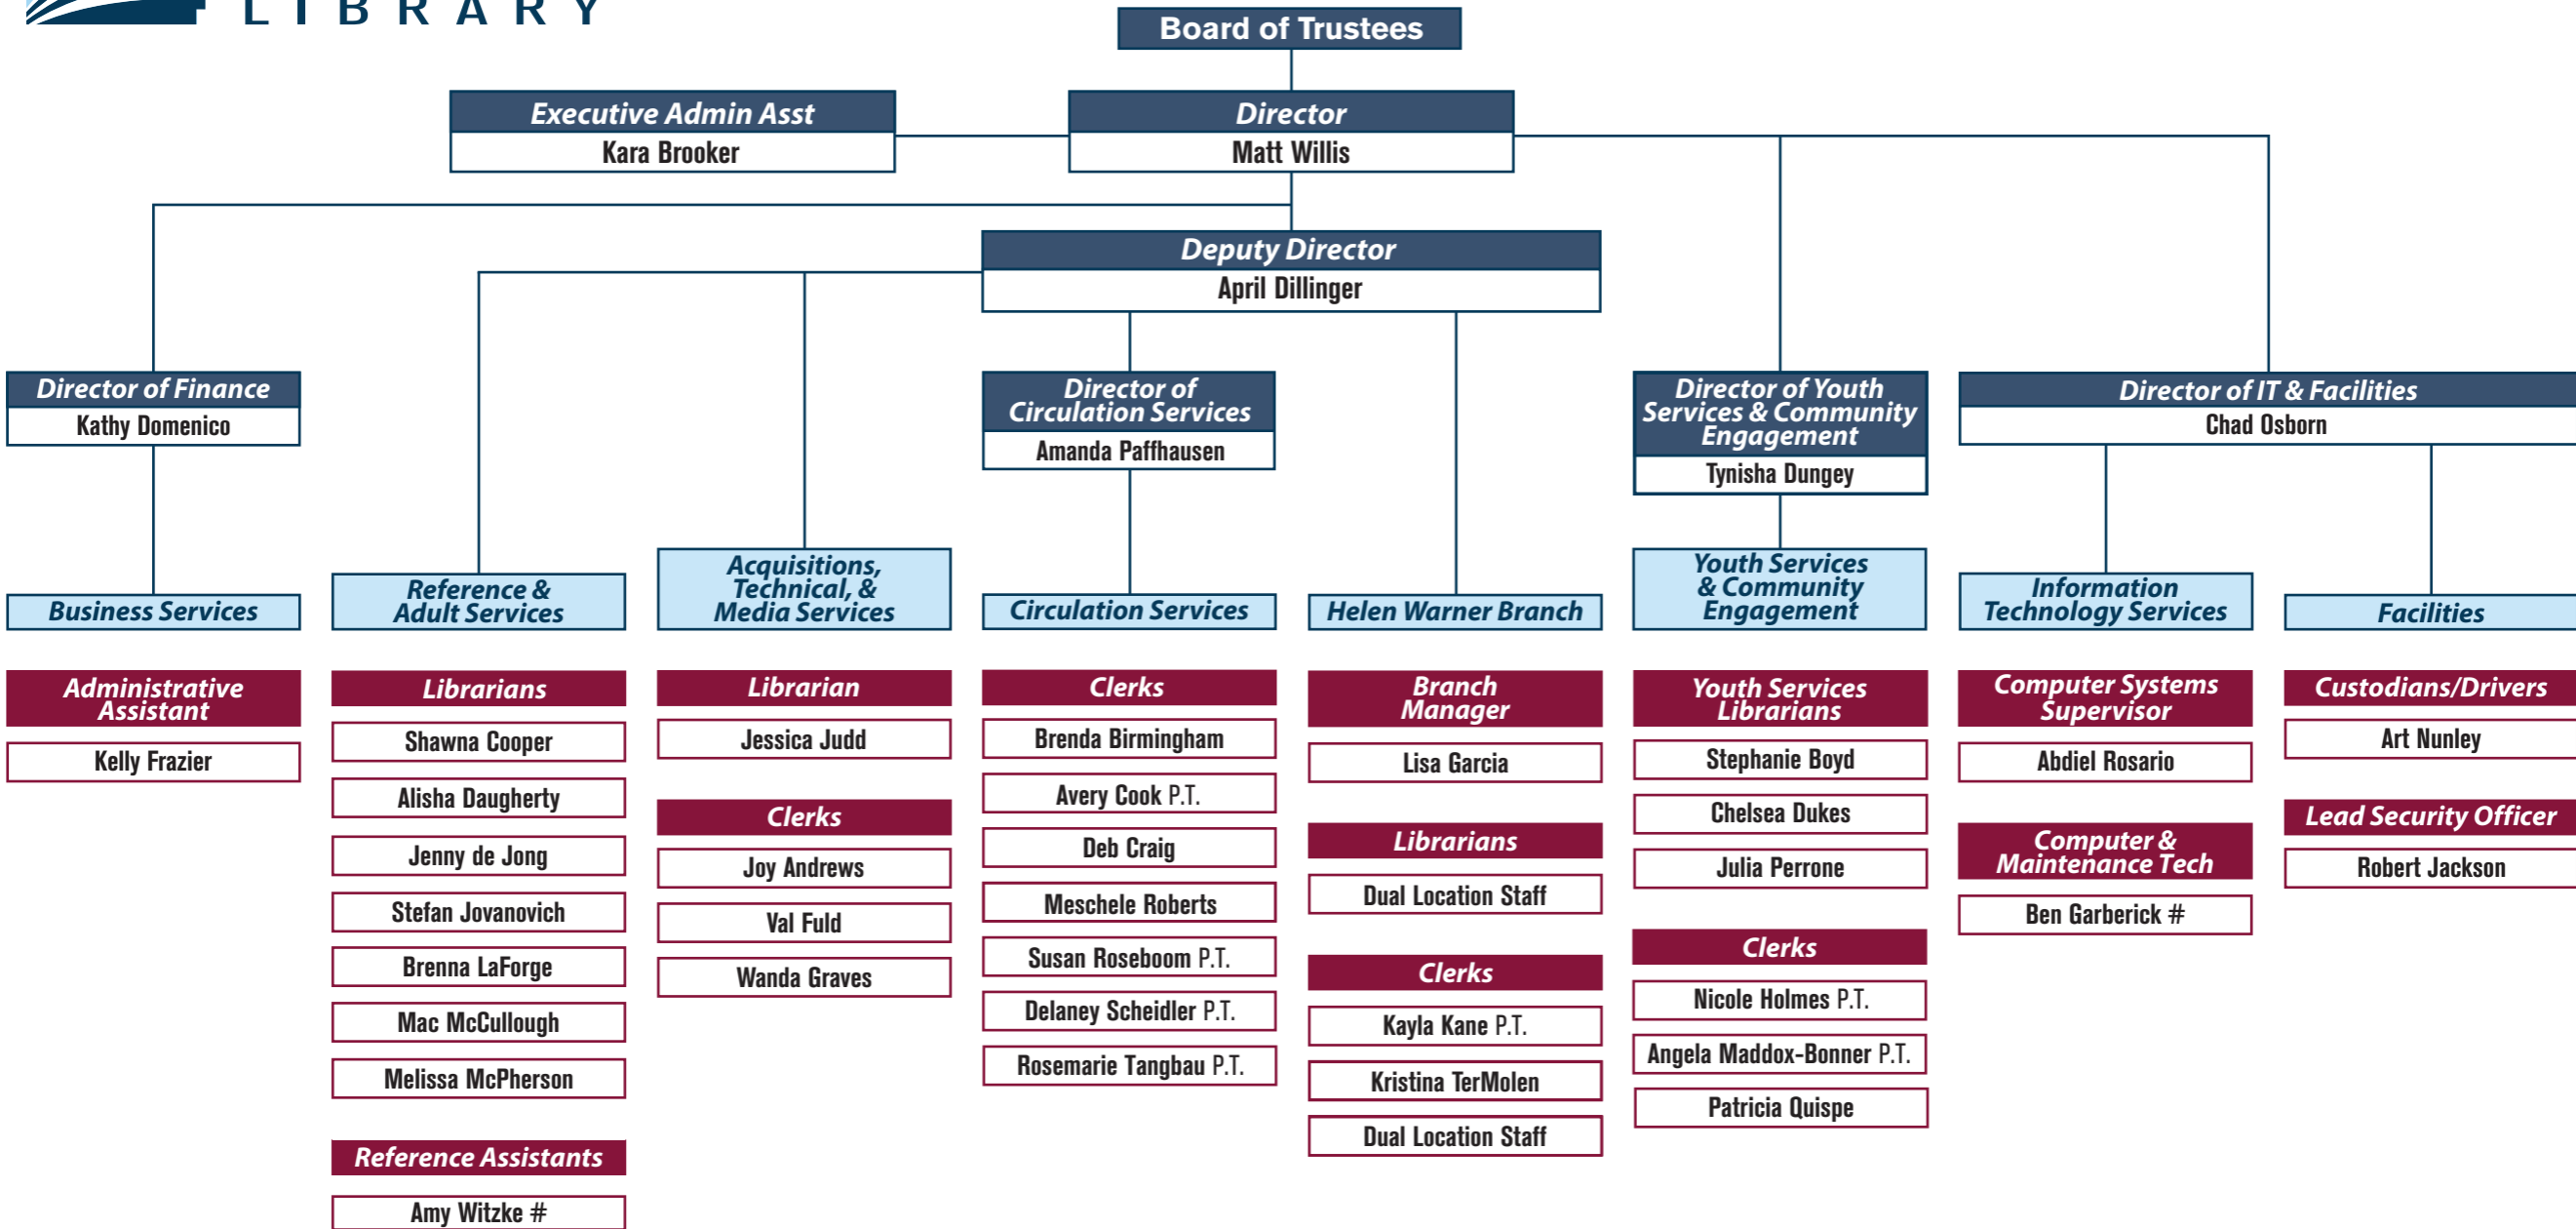 LIBRARY
Board of Trustees
Executive Admin Asst
Kara Brooker
Director
Matt Willis
Deputy Director
April Dillinger
Director of Finance
Kathy Domenico
Director of
Circulation Services
Amanda Paffhausen
Director of Youth
Services & Community
Engagement
Tynisha Dungey
Director of IT & Facilities
Chad Osborn
Business Services
Administrative
Assistant
Kelly Frazier
Reference &
Adult Services
Librarians
Shawna Cooper
Alisha Daugherty
Jenny de Jong
Stefan Jovanovich
Brenna LaForge
Mac McCullough
Melissa McPherson
Reference Assistants
Amy Witzke #
Acquisitions,
Technical, &
Media Services
Librarian
Jessica Judd
Clerks
Joy Andrews
Val Fuld
Wanda Graves
Circulation Services
Clerks
Brenda Birmingham
Avery Cook P.T.
Deb Craig
Meschele Roberts
Susan Roseboom P.T.
Delaney Scheidler P.T.
Rosemarie Tangbau P.T.
Helen Warner Branch
Branch
Manager
Lisa Garcia
Librarians
Dual Location Staff
Clerks
Kayla Kane P.T.
Kristina TerMolen
Dual Location Staff
Youth Services
& Community
Engagement
Youth Services
Librarians
Stephanie Boyd
Chelsea Dukes
Julia Perrone
Clerks
Nicole Holmes P.T.
Angela Maddox-Bonner P.T.
Patricia Quispe
Information
Technology Services
Computer Systems
Supervisor
Abdiel Rosario
Computer &
Maintenance Tech
Ben Garberick #
Facilities
Custodians/Drivers
Art Nunley
Lead Security Officer
Robert Jackson